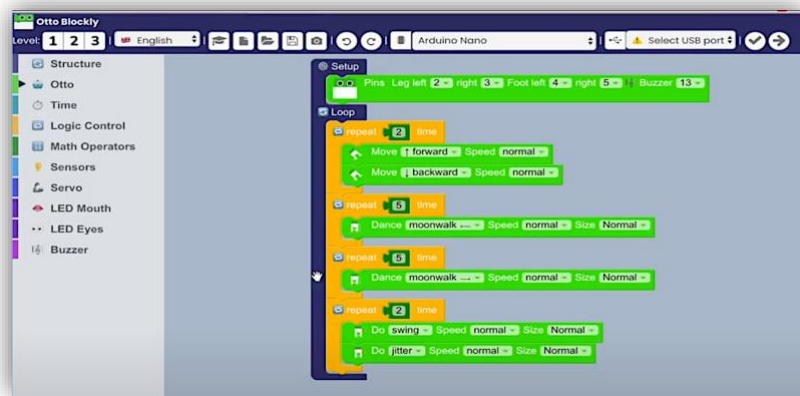 Otto Blockly
Level: 1 2 3 English Arduino Nano Select USB port
Structure
Otto
Time
Logic Control
Math Operators
Sensors
Servo
LED Mouth
LED Eyes
Buzzer
Setup
Pins Leg left 2 right 3 Foot left 4 right 5 Buzzer 13
Loop
repeat 2 time
Move ↑ forward Speed normal
Move ↓ backward Speed normal
repeat 5 time
Dance moonwalk ← Speed normal Size Normal
repeat 5 time
Dance moonwalk → Speed normal Size Normal
repeat 2 time
Do swing Speed normal Size Normal
Do jitter Speed normal Size Normal